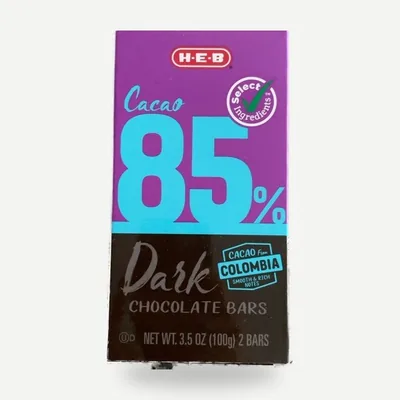 H-E-B
Select
Ingredients
Cacao
85%
Dark
CHOCOLATE BARS
CACAO from
COLOMBIA
SMOOTH & RICH
NOTES
NET WT. 3.5 OZ (100g) 2 BARS